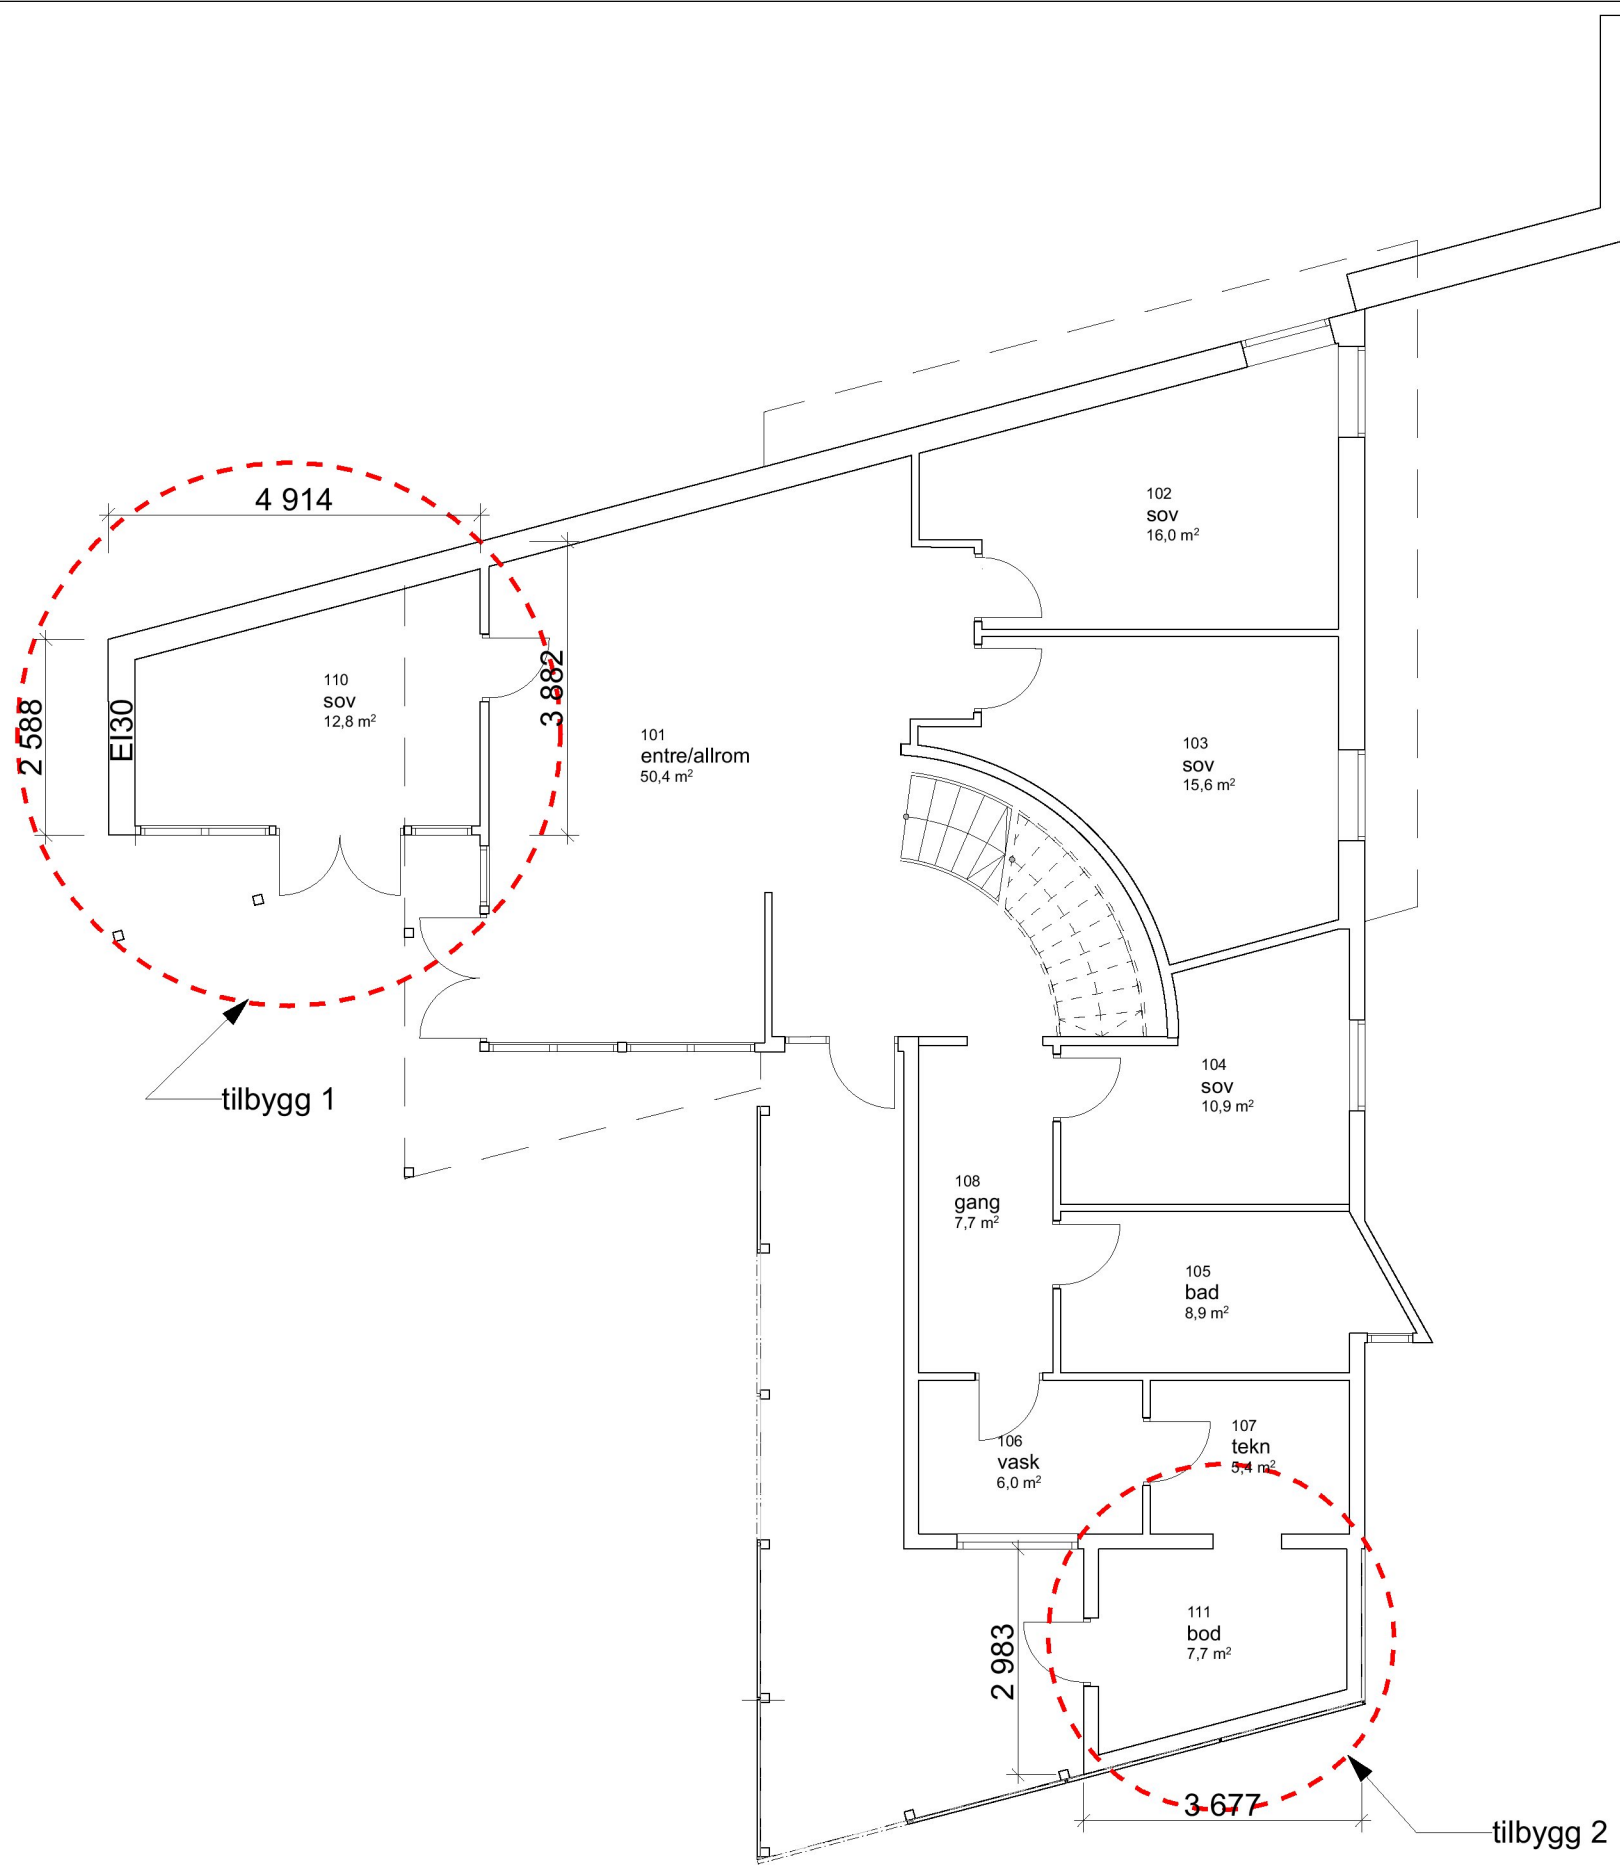 4 914
102
sov
16,0 m²
110
sov
12,8 m²
2 588
EI30
3 882
101
entre/allrom
50,4 m²
103
sov
15,6 m²
tilbygg 1
104
sov
10,9 m²
108
gang
7,7 m²
105
bad
8,9 m²
106
vask
6,0 m²
107
tekn
5,4 m²
111
bod
7,7 m²
2 983
3 677
tilbygg 2